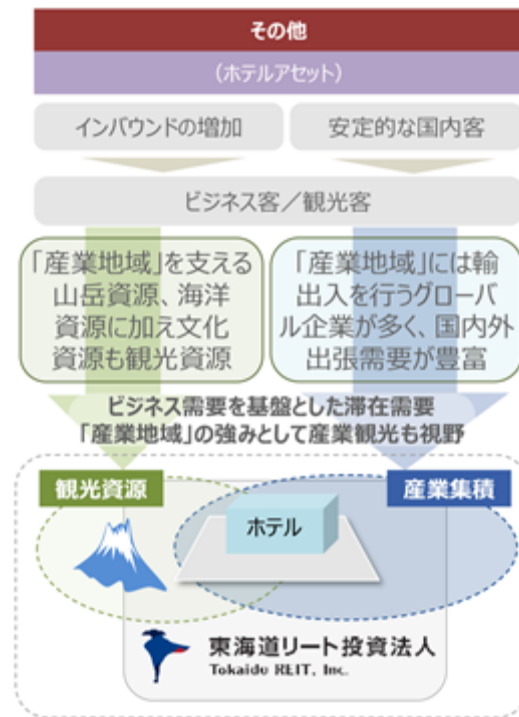 その他
（ホテルアセット）
インバウンドの増加
安定的な国内客
ビジネス客／観光客
「産業地域」を支える
山岳資源、海洋
資源に加え文化
資源も観光資源
「産業地域」には輸
出入を行うグローバ
ル企業が多く、国内外
出張需要が豊富
ビジネス需要を基盤とした滞在需要
「産業地域」の強みとして産業観光も視野
観光資源
産業集積
ホテル
東海道リート投資法人
Tokaido REIT, Inc.